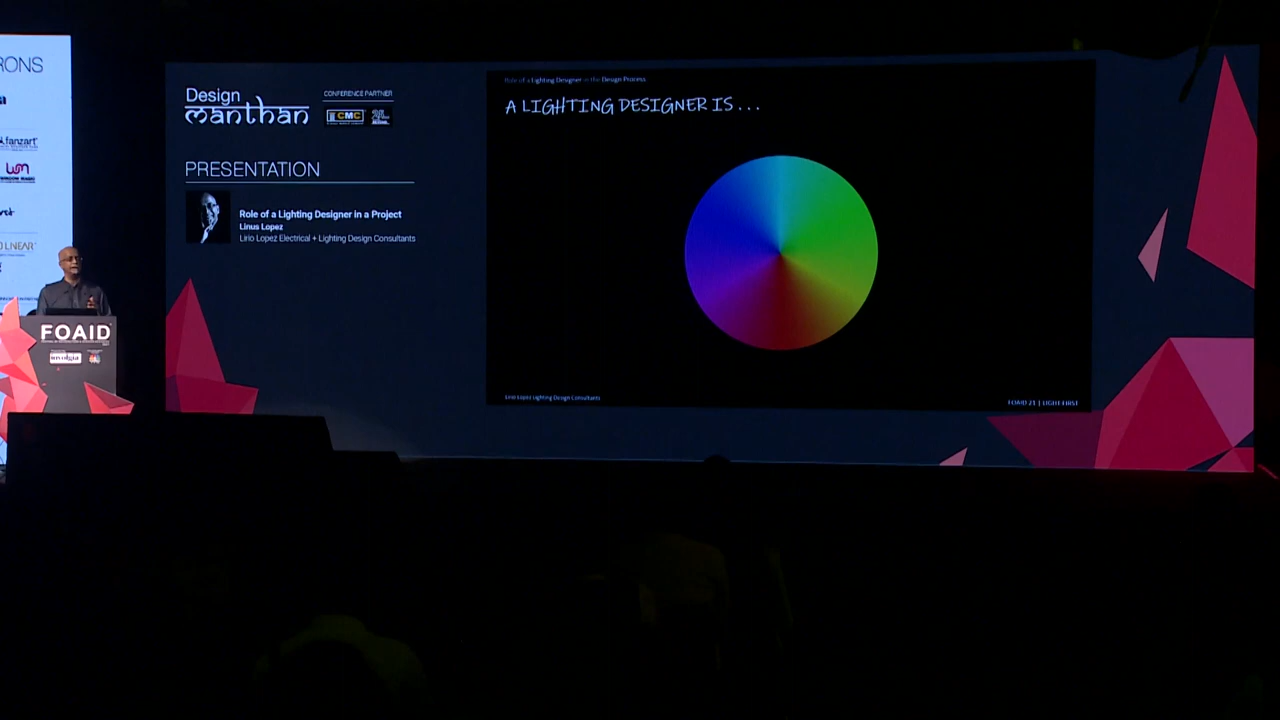 RONS
fanzart
LINEAR
Design
manthan
CONFERENCE PARTNER
CMC
PRESENTATION
Role of a Lighting Designer in a Project
Linus Lopez
Lirio Lopez Electrical + Lighting Design Consultants
Role of a Lighting Designer in the Design Process
A LIGHTING DESIGNER IS . . .
Lirio Lopez Lighting Design Consultants
FOAID 21 | LIGHT FIRST
FOAID